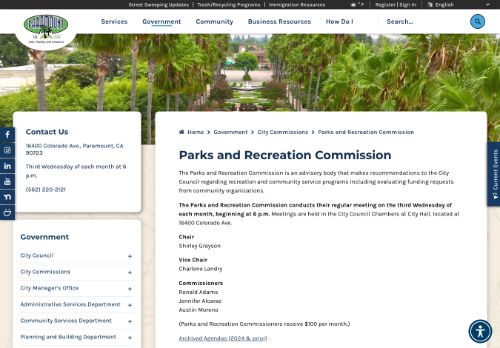 Street Sweeping Updates | Trash/Recycling Programs | Immigration Resources
°F | Register | Sign In | English
PARAMOUNT
Services Government Community Business Resources How Do I Search...
Contact Us
16400 Colorado Ave., Paramount, CA
90723
Third Wednesday of each month at 6
p.m.
(562) 220-2121
Government
City Council +
City Commissions +
City Manager's Office +
Administrative Services Department +
Community Services Department +
Planning and Building Department +
Home > Government > City Commissions > Parks and Recreation Commission
Parks and Recreation Commission
The Parks and Recreation Commission is an advisory body that makes recommendations to the City
Council regarding recreation and community service programs including evaluating funding requests
from community organizations.
The Parks and Recreation Commission conducts their regular meeting on the third Wednesday of
each month, beginning at 6 p.m. Meetings are held in the City Council Chambers at City Hall, located at
16400 Colorado Ave.
Chair
Shirley Grayson
Vice Chair
Charlene Landry
Commissioners
Ronald Adams
Jennifer Alcaraz
Austin Moreno
(Parks and Recreation Commissioners receive $100 per month.)
Archived Agendas (2024 & prior)
Current Events